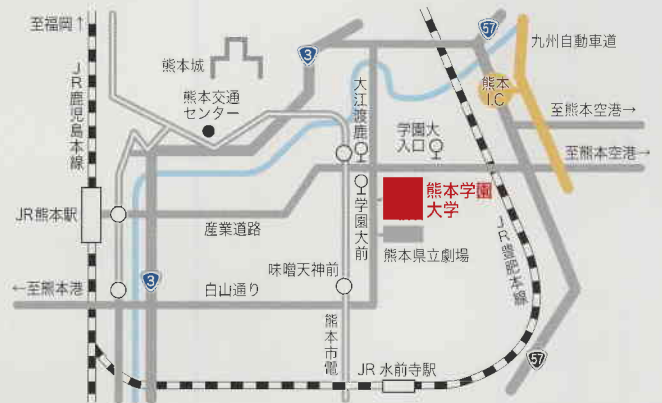 至福岡↑
57
九州自動車道
3
熊本城
JR鹿児島本線
熊本
I.C
熊本交通
センター
大江渡鹿
学園大
入口
至熊本空港→
至熊本空港→
熊本学園
大学
学園大前
JR熊本駅
産業道路
熊本県立劇場
JR豊肥本線
味噌天神前
3
←至熊本港
白山通り
熊本市電
57
JR 水前寺駅